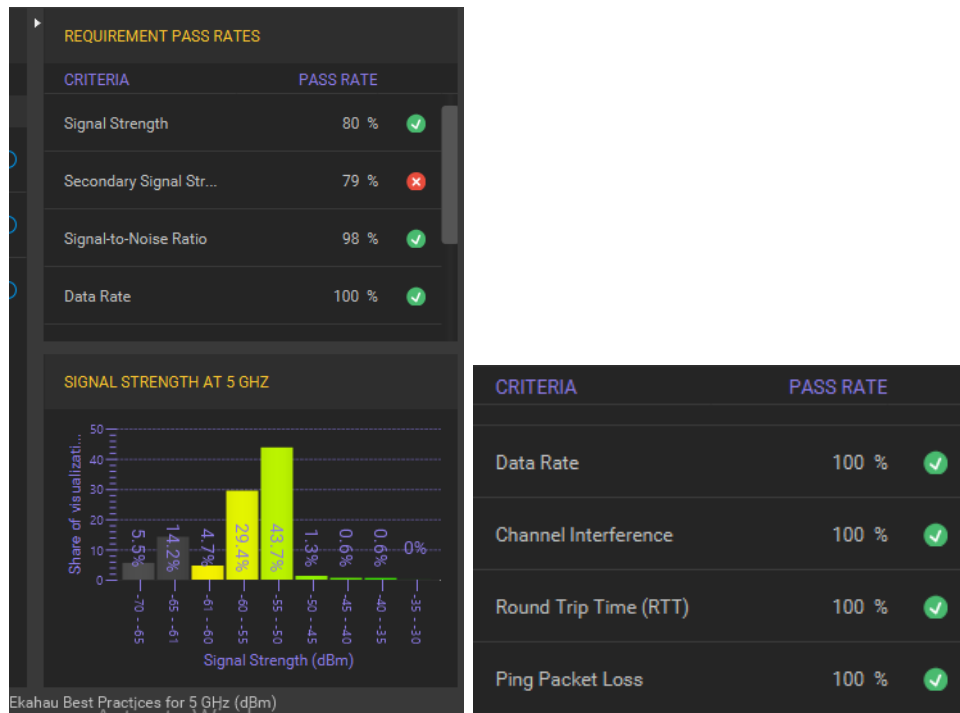 REQUIREMENT PASS RATES
CRITERIA PASS RATE
Signal Strength 80 %
Secondary Signal Str... 79 %
Signal-to-Noise Ratio 98 %
Data Rate 100 %
SIGNAL STRENGTH AT 5 GHZ
Share of visualizati...
50
40
30
20
10
0
5.5% 14.2% 4.7% 29.4% 43.7% 1.3% 0.6% 0.6% 0%
-70 - -65 -65 - -61 -61 - -60 -60 - -55 -55 - -50 -50 - -45 -45 - -40 -40 - -35 -35 - -30
Signal Strength (dBm)
Ekahau Best Practices for 5 GHz (dBm)
CRITERIA PASS RATE
Data Rate 100 %
Channel Interference 100 %
Round Trip Time (RTT) 100 %
Ping Packet Loss 100 %